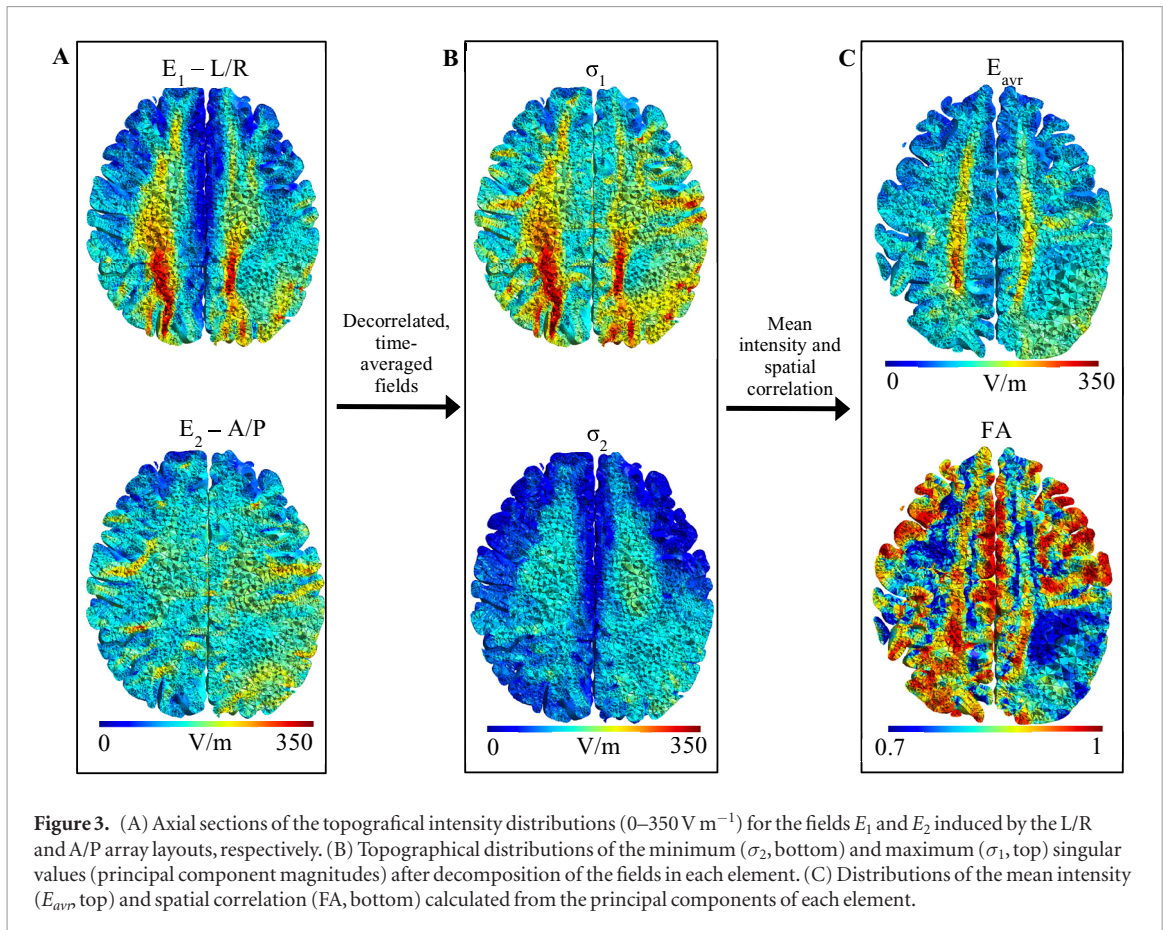 A
E₁ – L/R
E₂ – A/P
0 V/m 350
Decorrelated,
time-
averaged
fields
B
σ₁
σ₂
0 V/m 350
Mean
intensity and
spatial
correlation
C
Eavr
0 V/m 350
FA
0.7 1
Figure 3. (A) Axial sections of the topografical intensity distributions (0–350 V m⁻¹) for the fields E₁ and E₂ induced by the L/R
and A/P array layouts, respectively. (B) Topographical distributions of the minimum (σ₂, bottom) and maximum (σ₁, top) singular
values (principal component magnitudes) after decomposition of the fields in each element. (C) Distributions of the mean intensity
(Eavr, top) and spatial correlation (FA, bottom) calculated from the principal components of each element.